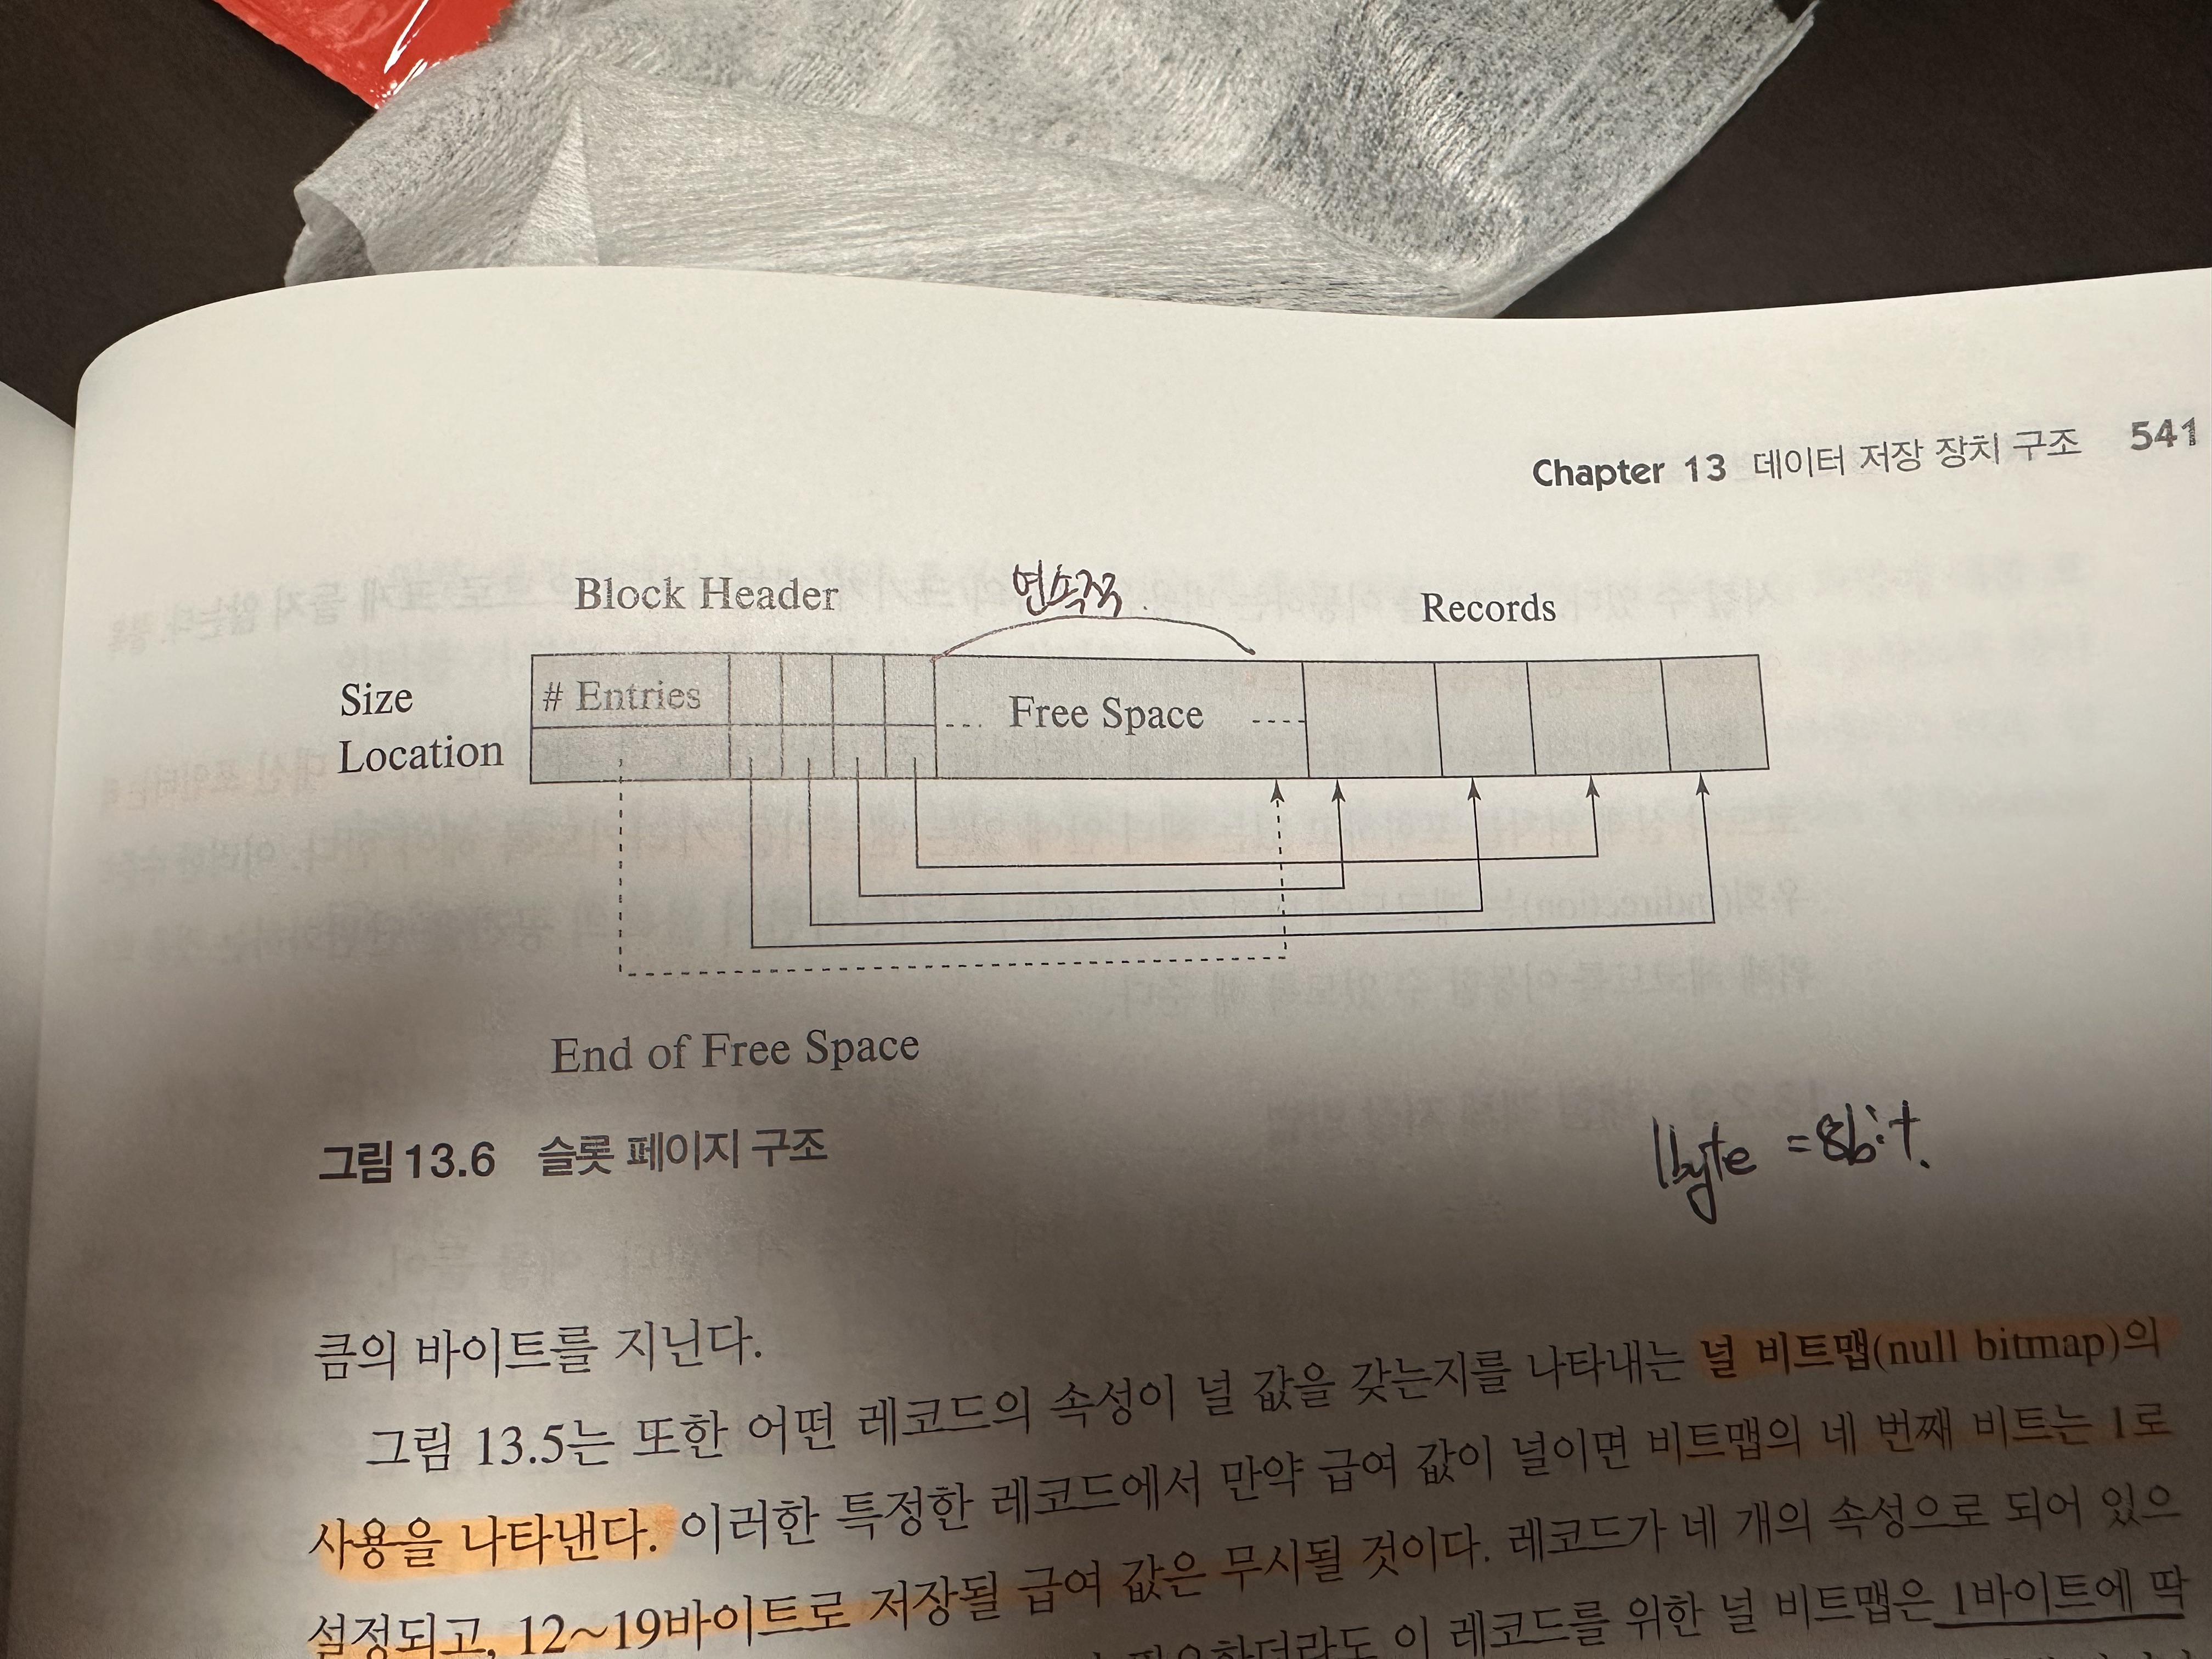 Chapter 13 데이터 저장 장치 구조 541
Block Header
Records
연속적.
Size
# Entries
Location
Free Space
End of Free Space
그림 13.6 슬롯 페이지 구조
1byte = 8bit.
큼의 바이트를 지닌다.
그림 13.5는 또한 어떤 레코드의 속성이 널 값을 갖는지를 나타내는 널 비트맵(null bitmap)의
사용을 나타낸다. 이러한 특정한 레코드에서 만약 급여 값이 널이면 비트맵의 네 번째 비트는 1로
설정되고, 12~19바이트로 저장될 급여 값은 무시될 것이다. 레코드가 네 개의 속성으로 되어 있으
이 레코드를 위한 널 비트맵은 1바이트에 딱